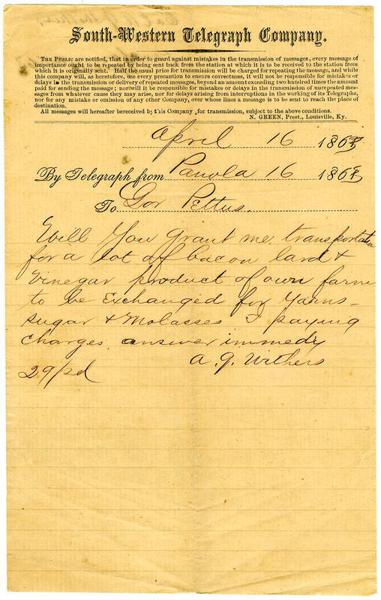 South-Western Telegraph Company.
THE PUBLIC are notified, that in order to guard against mistakes in the transmission of messages, every message of
importance ought to be repeated by being sent back from the station at which it is to be received to the station from
which it is originally sent. Half the usual price for transmission will be charged for repeating the message, and while
this company will, as heretofore, use every precaution to ensure correctness, it will not be responsible for mistakes or
delays in the transmission or delivery of repeated messages, beyond an amount exceeding five hundred times the amount
paid for sending the message; nor will it be responsible for mistakes or delays in the transmission of unrepeated messages
from whatever cause they may arise, nor for delays arising from interruptions in the working of its Telegraphs,
nor for any mistake or omission of any other Company, over whose lines a message is to be sent to reach the place of
destination.
All messages will hereafter be received by this Company for transmission, subject to the above conditions.
N. GREEN, Prest., Louisville, Ky.
April 16 1863
By Telegraph from Panola 16 1863
To Gov Pettus.
Will You grant me transportation
for a lot of bacon lard &
Vinegar product of own farm
to be Exchanged for Yarns
sugar & Molasses I paying
charges answer immedy
29/pd A. J. Withers